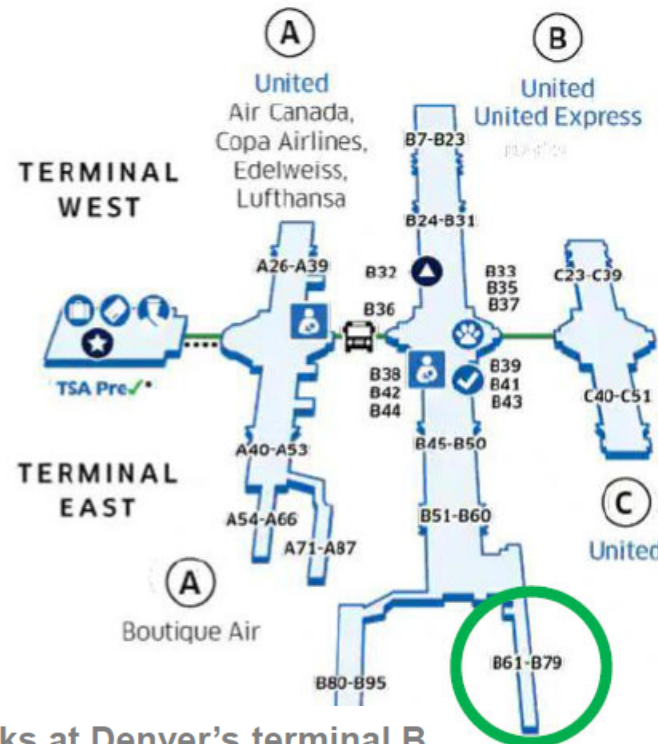 A
United
Air Canada,
Copa Airlines,
Edelweiss,
Lufthansa
B
United
United Express
TERMINAL
WEST
B7-B23
B24-B31
A26-A39
B32
B33
B35
B37
C23-C39
B36
TSA Pre✓•
B38
B42
B44
B39
B41
B43
C40-C51
A40-A53
B45-B50
TERMINAL
EAST
A54-A66
A71-A87
B51-B60
C
United
A
Boutique Air
B61-B79
B80-B95
at Denver's terminal B